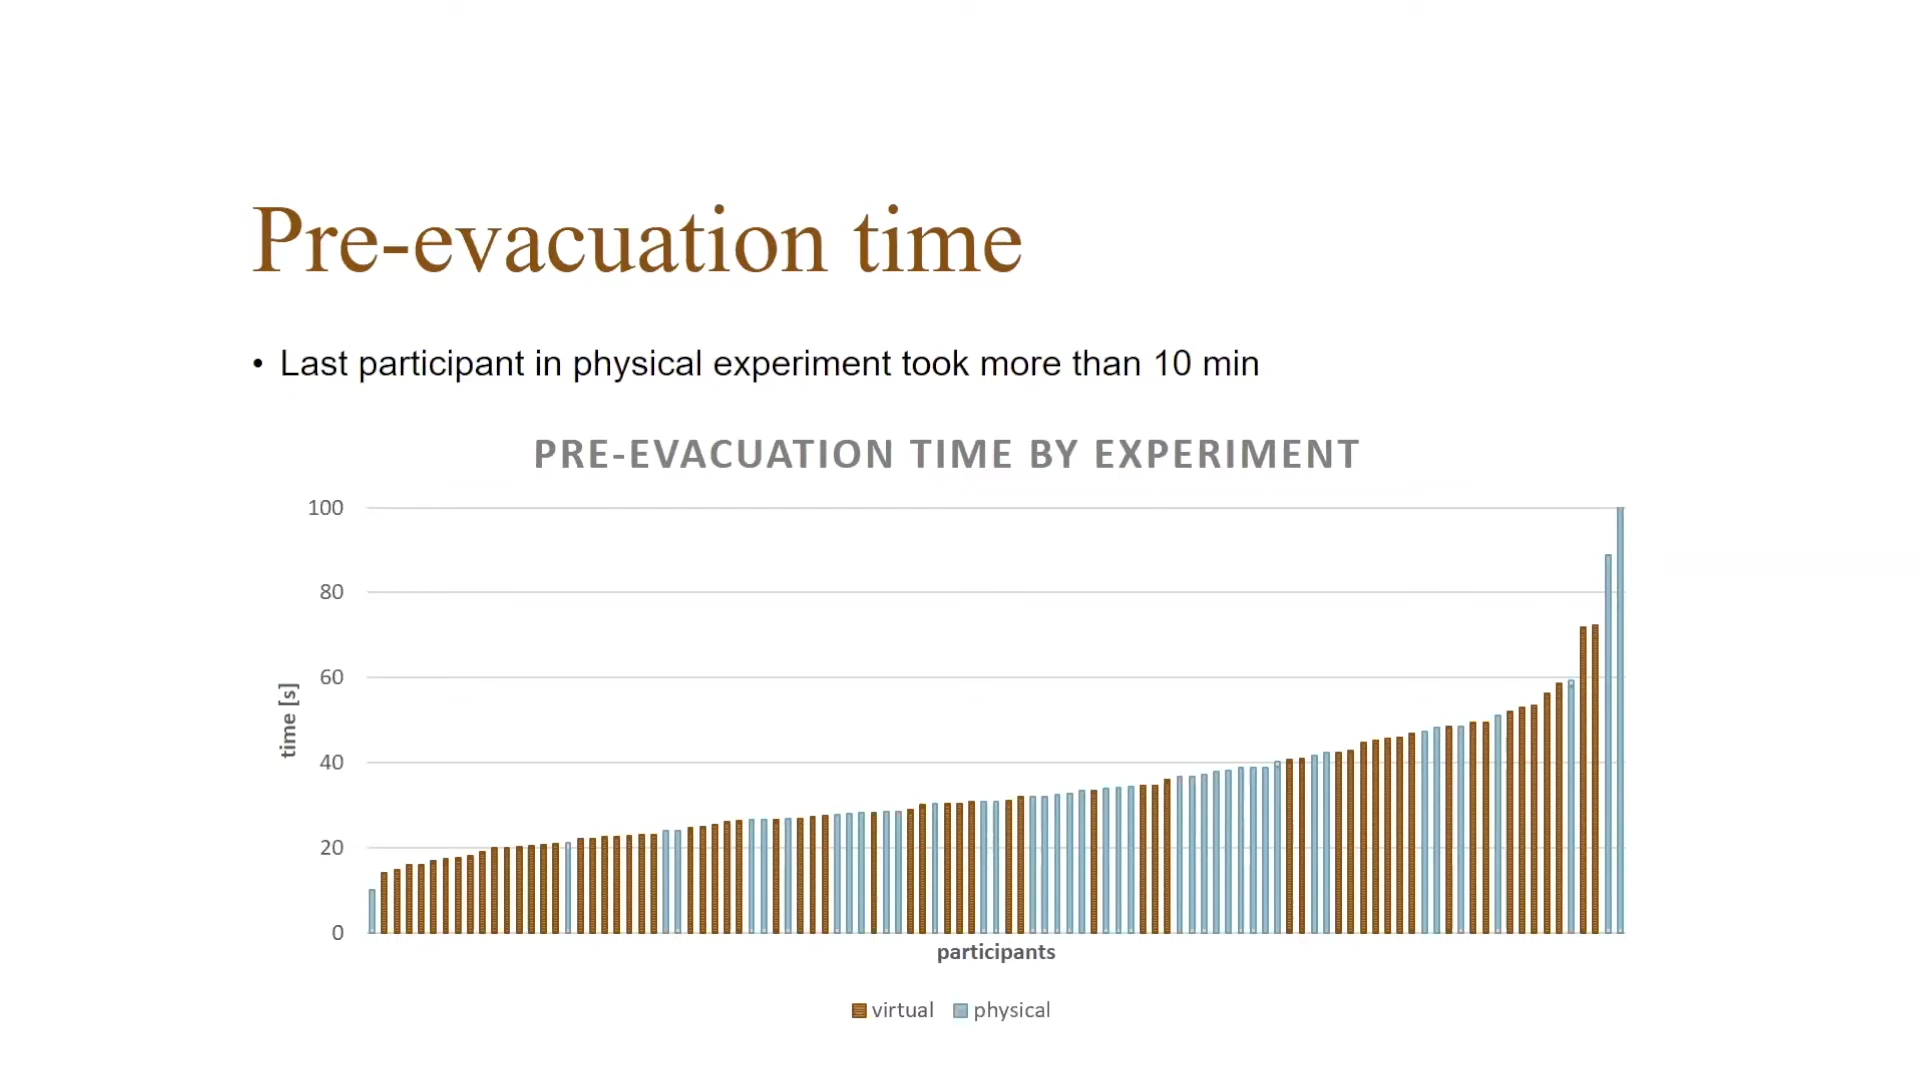 Pre-evacuation time
• Last participant in physical experiment took more than 10 min
PRE-EVACUATION TIME BY EXPERIMENT
100
80
60
40
20
0
time [s]
participants
virtual physical